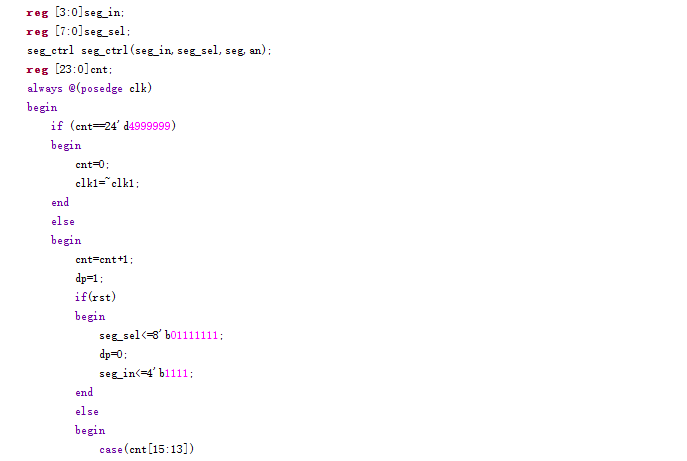 reg [3:0]seg_in;
reg [7:0]seg_sel;
seg_ctrl seg_ctrl(seg_in,seg_sel,seg,an);
reg [23:0]cnt;
always @(posedge clk)
begin
if (cnt==24'd4999999)
begin
cnt=0;
clk1=~clk1;
end
else
begin
cnt=cnt+1;
dp=1;
if(rst)
begin
seg_sel<=8'b01111111;
dp=0;
seg_in<=4'b1111;
end
else
begin
case(cnt[15:13])